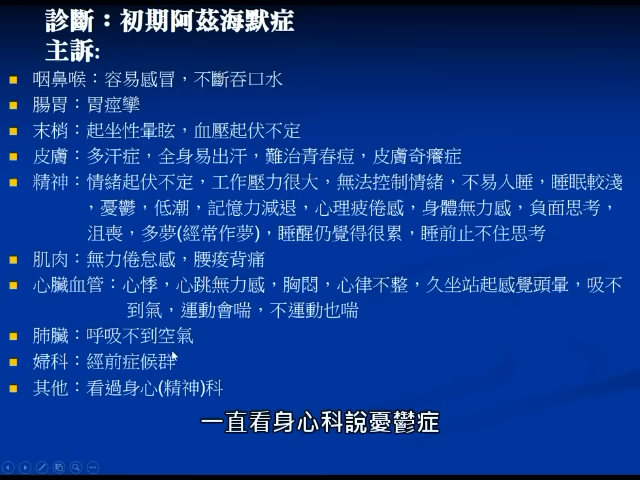 診斷：初期阿茲海默症
主訴:
咽鼻喉：容易感冒，不斷吞口水
腸胃：胃痙攣
末梢：起坐性暈眩，血壓起伏不定
皮膚：多汗症，全身易出汗，難治青春痘，皮膚奇癢症
精神：情緒起伏不定，工作壓力很大，無法控制情緒，不易入睡，睡眠較淺
，憂鬱，低潮，記憶力減退，心理疲倦感，身體無力感，負面思考，
沮喪，多夢(經常作夢)，睡醒仍覺得很累，睡前止不住思考
肌肉：無力倦怠感，腰痠背痛
心臟血管：心悸，心跳無力感，胸悶，心律不整，久坐站起感覺頭暈，吸不
到氣，運動會喘，不運動也喘
肺臟：呼吸不到空氣
婦科：經前症候群
其他：看過身心(精神)科
一直看身心科說憂鬱症